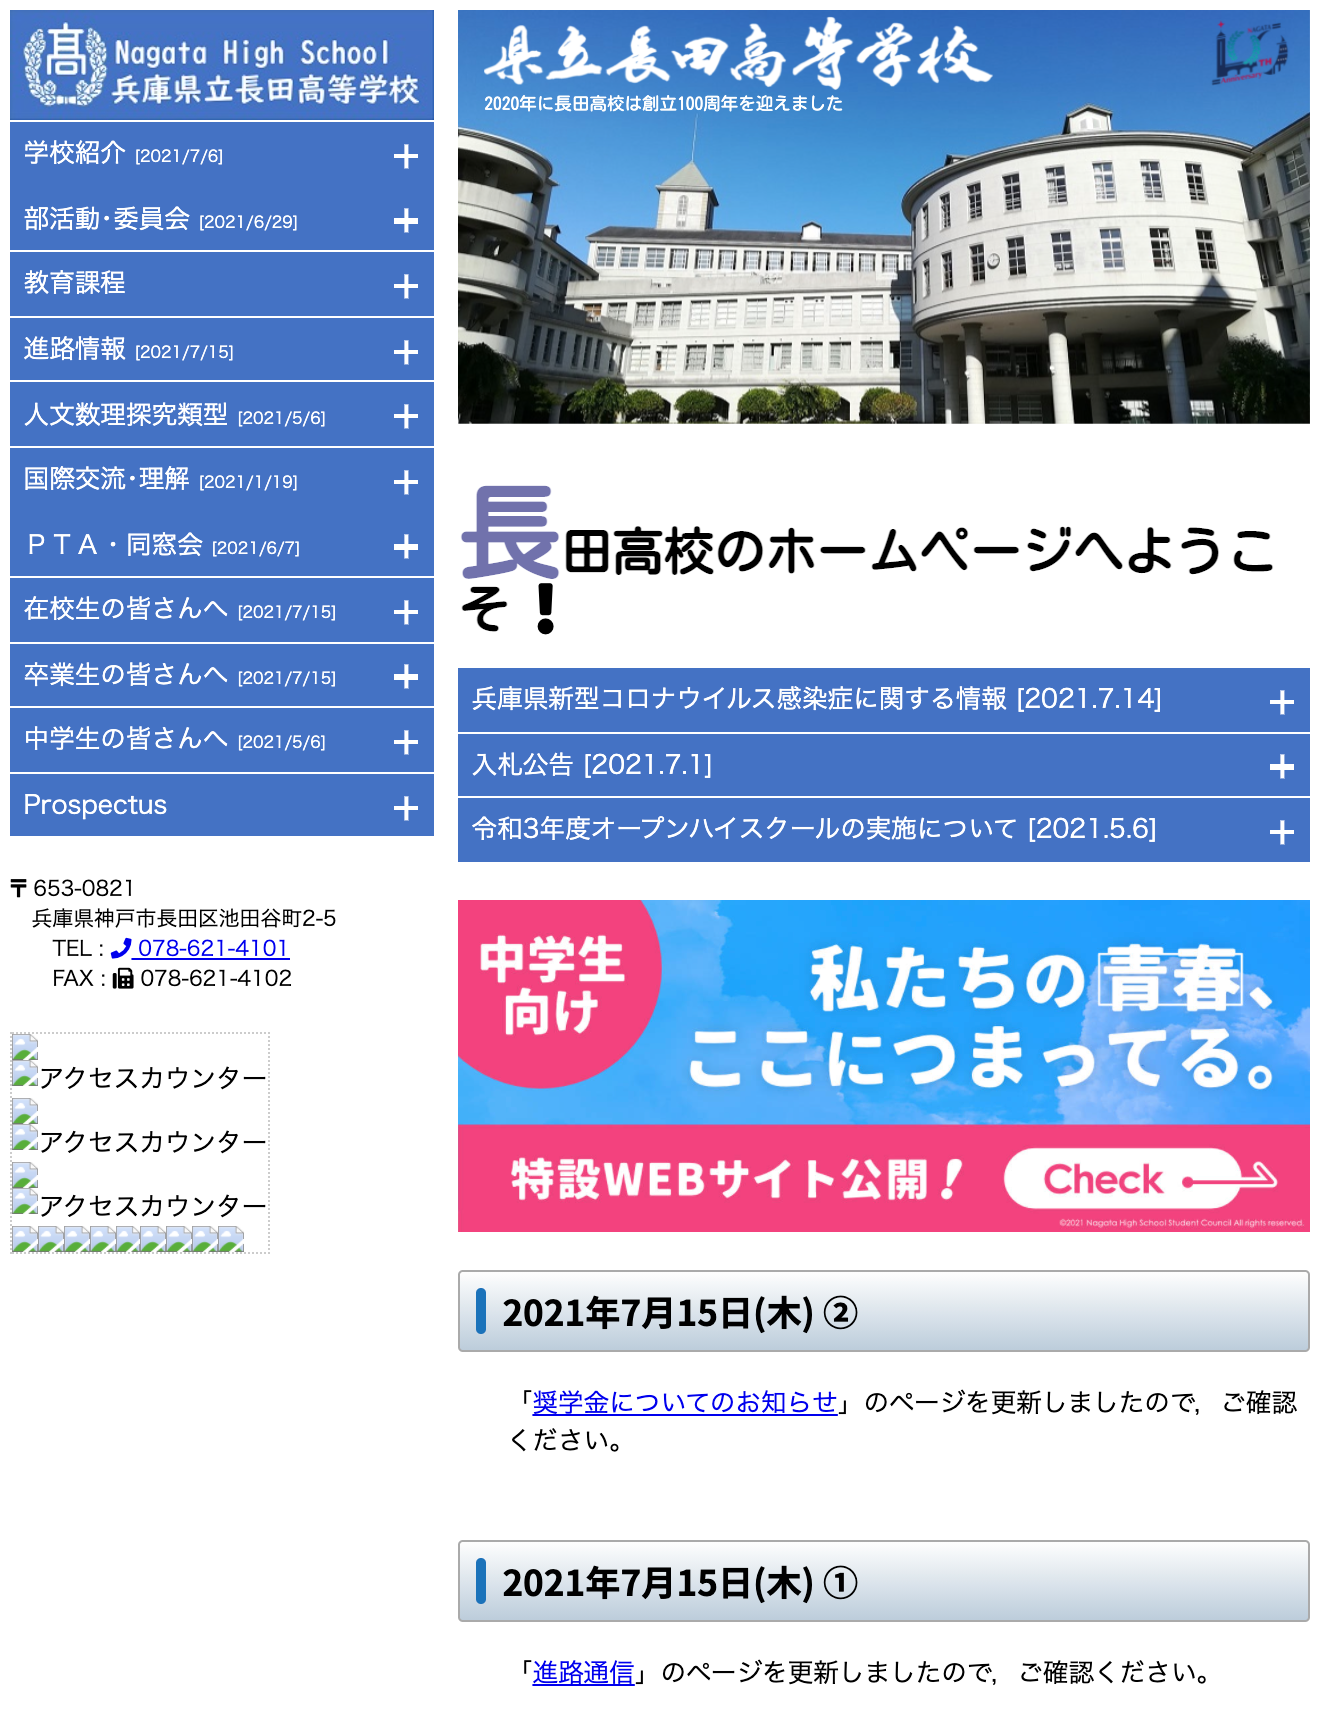 髙
Nagata High School
兵庫県立長田高等学校
学校紹介 [2021/7/6]
部活動･委員会 [2021/6/29]
教育課程
進路情報 [2021/7/15]
人文数理探究類型 [2021/5/6]
国際交流･理解 [2021/1/19]
ＰＴＡ・同窓会 [2021/6/7]
在校生の皆さんへ [2021/7/15]
卒業生の皆さんへ [2021/7/15]
中学生の皆さんへ [2021/5/6]
Prospectus
〒 653-0821
兵庫県神戸市長田区池田谷町2-5
TEL : 078-621-4101
FAX : 078-621-4102
アクセスカウンター
アクセスカウンター
アクセスカウンター
県立長田高等学校
2020年に長田高校は創立100周年を迎えました
NAGATA
100TH
Anniversary
長田高校のホームページへようこ
そ！
兵庫県新型コロナウイルス感染症に関する情報 [2021.7.14]
入札公告 [2021.7.1]
令和3年度オープンハイスクールの実施について [2021.5.6]
中学生
向け
私たちの青春、
ここにつまってる。
特設WEBサイト公開！
Check
©2021 Nagata High School Student Council All rights reserved.
2021年7月15日(木) ②
「奨学金についてのお知らせ」のページを更新しましたので，ご確認
ください。
2021年7月15日(木) ①
「進路通信」のページを更新しましたので，ご確認ください。